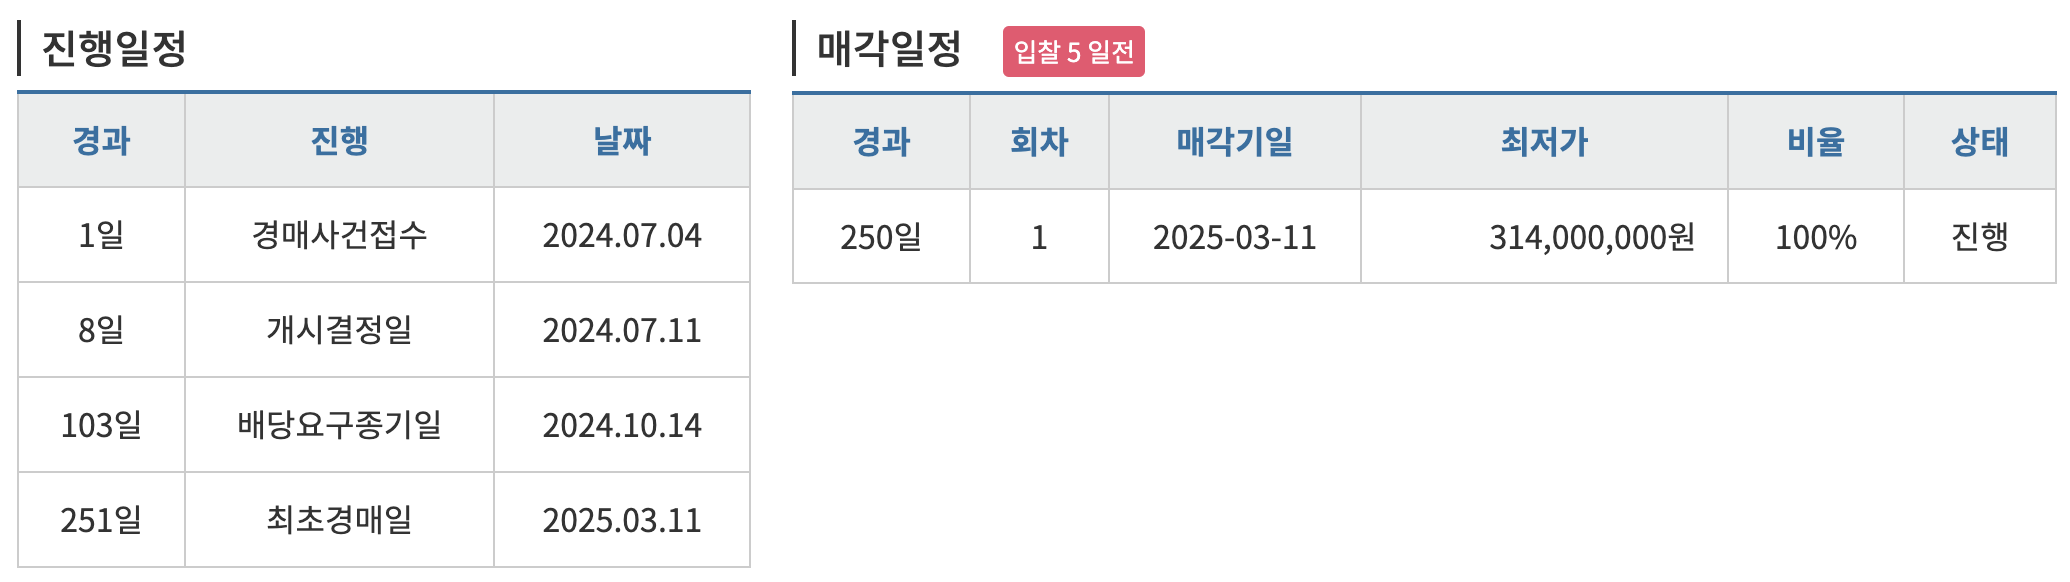 진행일정
경과 진행 날짜
1일 경매사건접수 2024.07.04
8일 개시결정일 2024.07.11
103일 배당요구종기일 2024.10.14
251일 최초경매일 2025.03.11
매각일정 입찰 5 일전
경과 회차 매각기일 최저가 비율 상태
250일 1 2025-03-11 314,000,000원 100% 진행